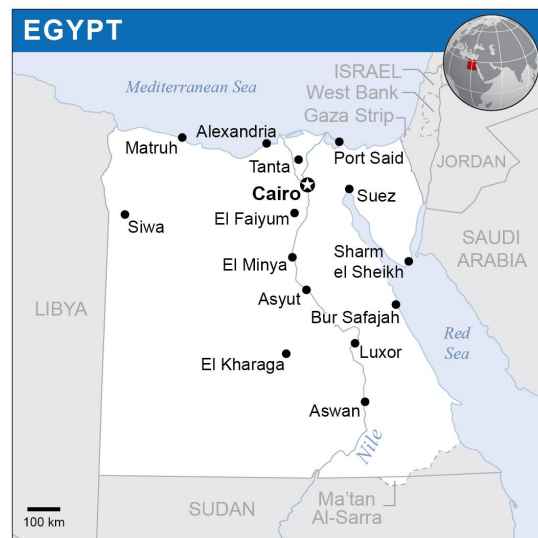 EGYPT
Mediterranean Sea
ISRAEL
West Bank
Gaza Strip
Alexandria
Matruh
Tanta
Port Said
JORDAN
Cairo
Suez
El Faiyum
Siwa
SAUDI
ARABIA
Sharm
el Sheikh
El Minya
Asyut
LIBYA
Bur Safajah
Red
Sea
Luxor
El Kharaga
Aswan
Nile
SUDAN
Ma'tan
Al-Sarra
100 km